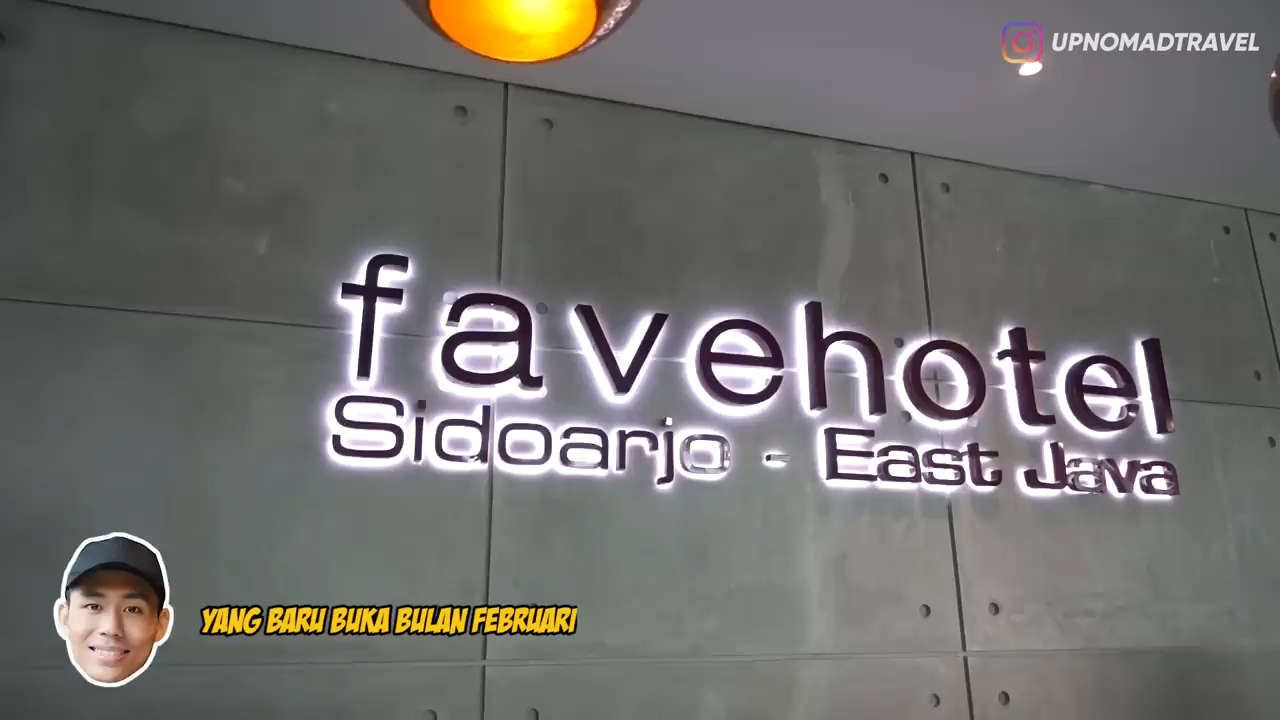 UPNOMADTRAVEL
favehotel
Sidoarjo - East Java
YANG BARU BUKA BULAN FEBRUARI